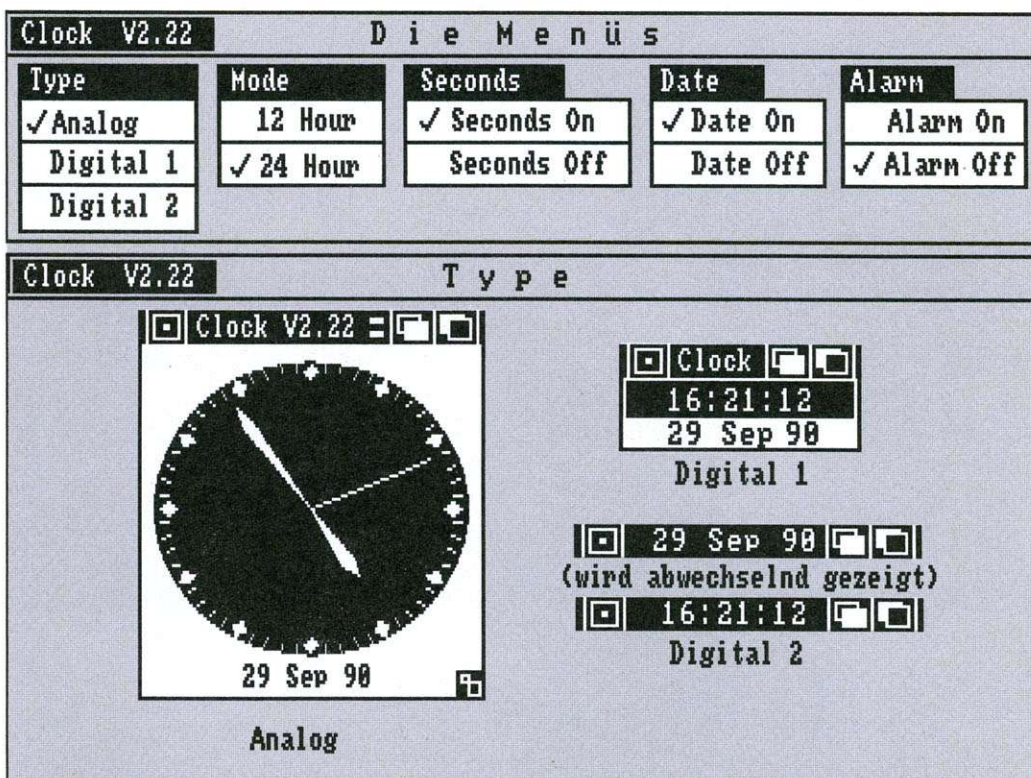 Clock V2.22
Die Menüs
Type
✓Analog
Digital 1
Digital 2
Mode
12 Hour
✓24 Hour
Seconds
✓ Seconds On
Seconds Off
Date
✓Date On
Date Off
Alarm
Alarm On
✓ Alarm Off
Clock V2.22
Type
Clock V2.22
29 Sep 90
Analog
Clock
16:21:12
29 Sep 90
Digital 1
29 Sep 90
(wird abwechselnd gezeigt)
16:21:12
Digital 2